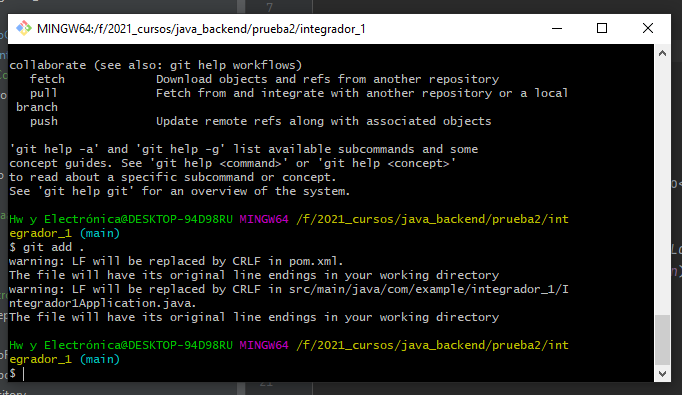 7
MINGW64:/f/2021_cursos/java_backend/prueba2/integrador_1
collaborate (see also: git help workflows)
   fetch             Download objects and refs from another repository
   pull              Fetch from and integrate with another repository or a local
 branch
   push              Update remote refs along with associated objects
'git help -a' and 'git help -g' list available subcommands and some
concept guides. See 'git help <command>' or 'git help <concept>'
to read about a specific subcommand or concept.
See 'git help git' for an overview of the system.
Hw y Electrónica@DESKTOP-94D98RU MINGW64 /f/2021_cursos/java_backend/prueba2/int
egrador_1 (main)
$ git add .
warning: LF will be replaced by CRLF in pom.xml.
The file will have its original line endings in your working directory
warning: LF will be replaced by CRLF in src/main/java/com/example/integrador_1/I
ntegrador1Application.java.
The file will have its original line endings in your working directory
Hw y Electrónica@DESKTOP-94D98RU MINGW64 /f/2021_cursos/java_backend/prueba2/int
egrador_1 (main)
$